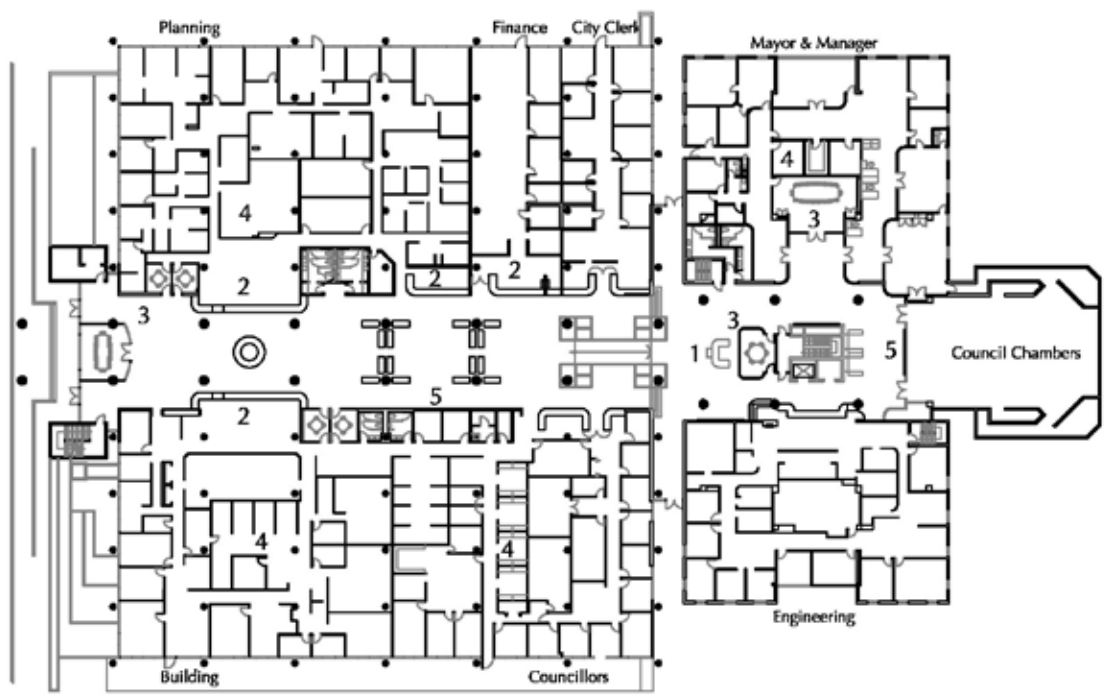 Planning
Finance
City Clerk
Mayor & Manager
4
4
3
2
2
2
3
3
1
5
Council Chambers
5
2
4
4
Engineering
Building
Councillors